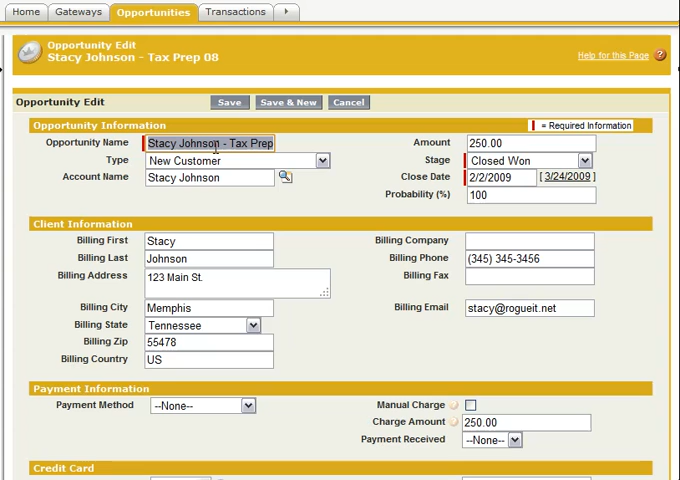 Home Gateways Opportunities Transactions
Opportunity Edit
Stacy Johnson - Tax Prep 08
Help for this Page ?
Opportunity Edit Save Save & New Cancel
Opportunity Information = Required Information
Opportunity Name Stacy Johnson - Tax Prep Amount 250.00
Type New Customer Stage Closed Won
Account Name Stacy Johnson Close Date 2/2/2009 [ 3/24/2009 ]
Probability (%) 100
Client Information
Billing First Stacy Billing Company
Billing Last Johnson Billing Phone (345) 345-3456
Billing Address 123 Main St. Billing Fax
Billing City Memphis Billing Email stacy@rogueit.net
Billing State Tennessee
Billing Zip 55478
Billing Country US
Payment Information
Payment Method --None-- Manual Charge
Charge Amount 250.00
Payment Received --None--
Credit Card